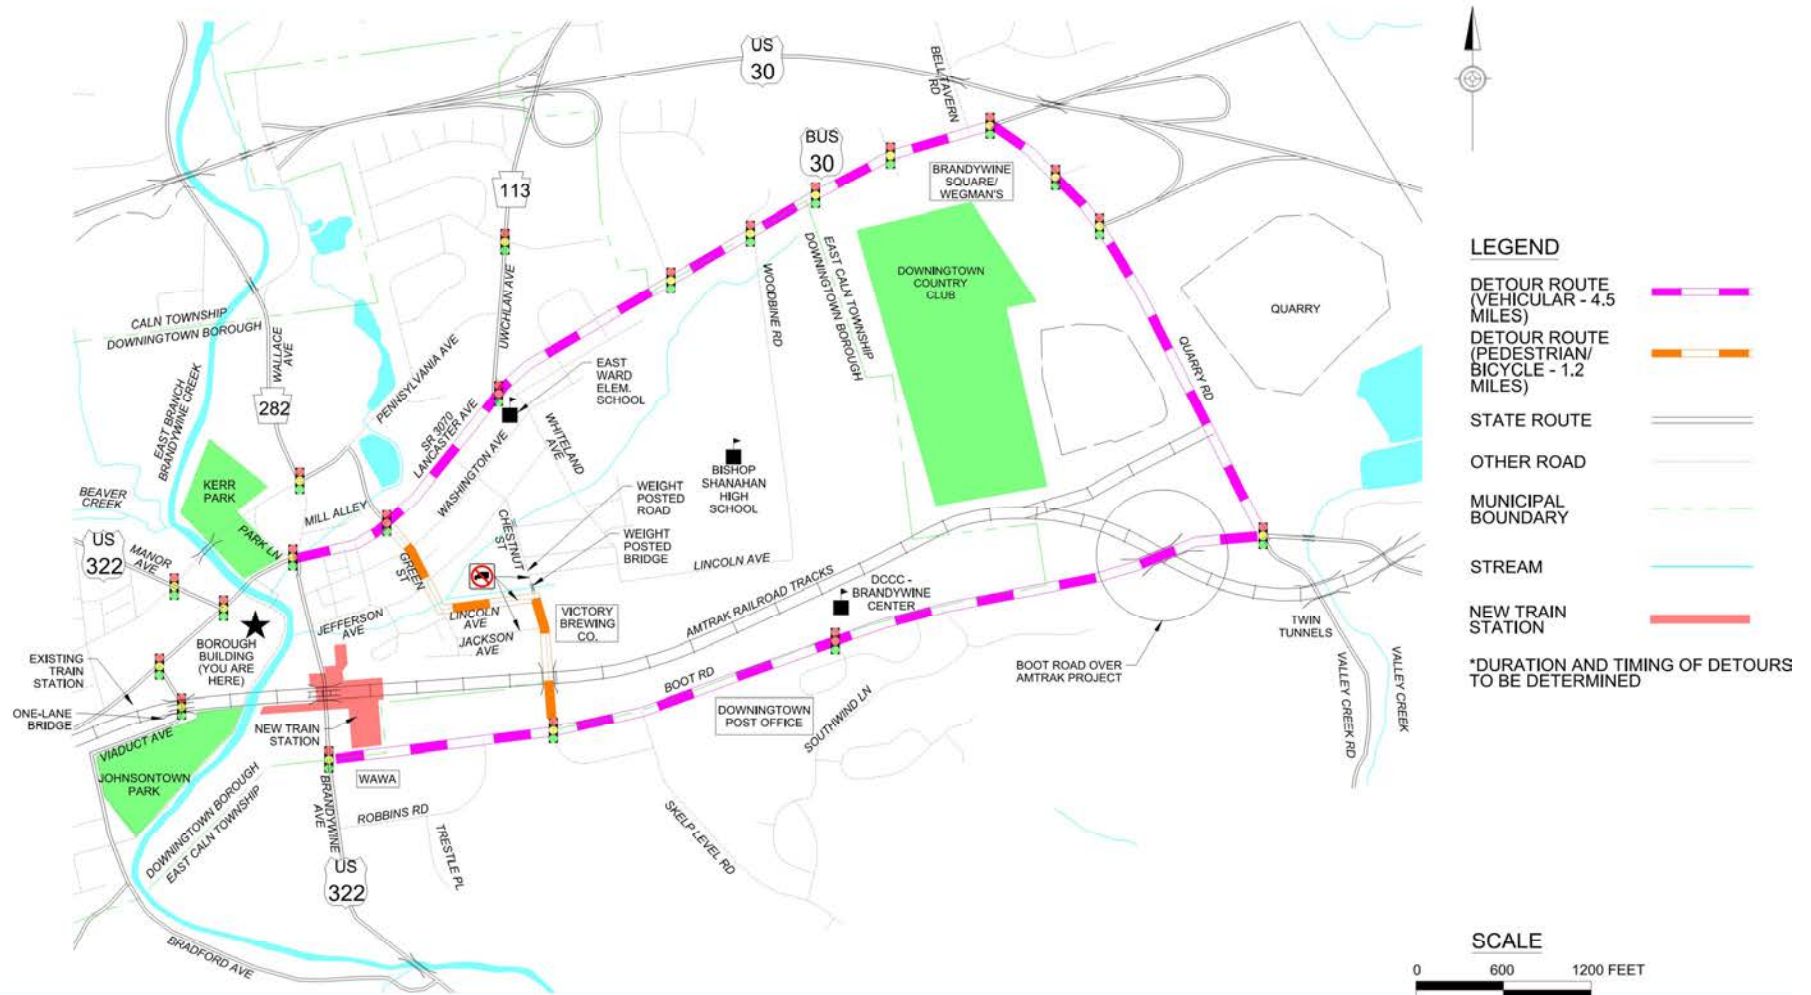 US
30
BELL TAVERN
RD
BUS
30
BRANDYWINE
SQUARE/
WEGMAN'S
113
UWCHLAN AVE
EAST CALN TOWNSHIP
DOWNINGTOWN BOROUGH
WOODBINE RD
DOWNINGTOWN
COUNTRY
CLUB
QUARRY
QUARRY RD
CALN TOWNSHIP
DOWNINGTOWN BOROUGH
WALLACE
AVE
PENNSYLVANIA AVE
EAST
WARD
ELEM.
SCHOOL
282
EAST BRANCH
BRANDYWINE CREEK
SR 3070
LANCASTER AVE
WASHINGTON AVE
WHITELAND
AVE
BISHOP
SHANAHAN
HIGH
SCHOOL
KERR
PARK
BEAVER
CREEK
MILL ALLEY
PARK LN
WEIGHT
POSTED
ROAD
WEIGHT
POSTED
BRIDGE
CHESTNUT
ST
US
322
MANOR
AVE
GREEN
ST
LINCOLN AVE
JEFFERSON
AVE
LINCOLN
AVE
JACKSON
AVE
VICTORY
BREWING
CO.
AMTRAK RAILROAD TRACKS
DCCC -
BRANDYWINE
CENTER
TWIN
TUNNELS
BOROUGH
BUILDING
(YOU ARE
HERE)
EXISTING
TRAIN
STATION
ONE-LANE
BRIDGE
BOOT ROAD OVER
AMTRAK PROJECT
BOOT RD
VALLEY CREEK RD
VALLEY CREEK
VIADUCT AVE
NEW TRAIN
STATION
DOWNINGTOWN
POST OFFICE
SOUTHWIND LN
JOHNSONTOWN
PARK
WAWA
DOWNINGTOWN BOROUGH
EAST CALN TOWNSHIP
BRANDYWINE
AVE
ROBBINS RD
TRESTLE PL
SKELP LEVEL RD
US
322
BRADFORD AVE
LEGEND
DETOUR ROUTE
(VEHICULAR - 4.5
MILES)
DETOUR ROUTE
(PEDESTRIAN/
BICYCLE - 1.2
MILES)
STATE ROUTE
OTHER ROAD
MUNICIPAL
BOUNDARY
STREAM
NEW TRAIN
STATION
*DURATION AND TIMING OF DETOURS
TO BE DETERMINED
SCALE
0 600 1200 FEET